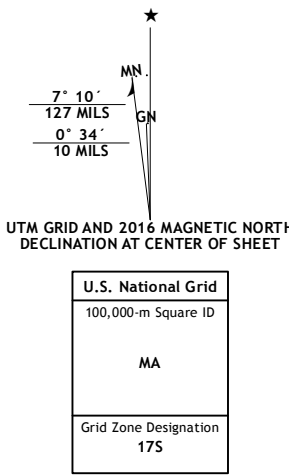 MN
7° 10´
127 MILS
GN
0° 34´
10 MILS
UTM GRID AND 2016 MAGNETIC NORTH
DECLINATION AT CENTER OF SHEET
U.S. National Grid
100,000-m Square ID
MA
Grid Zone Designation
17S